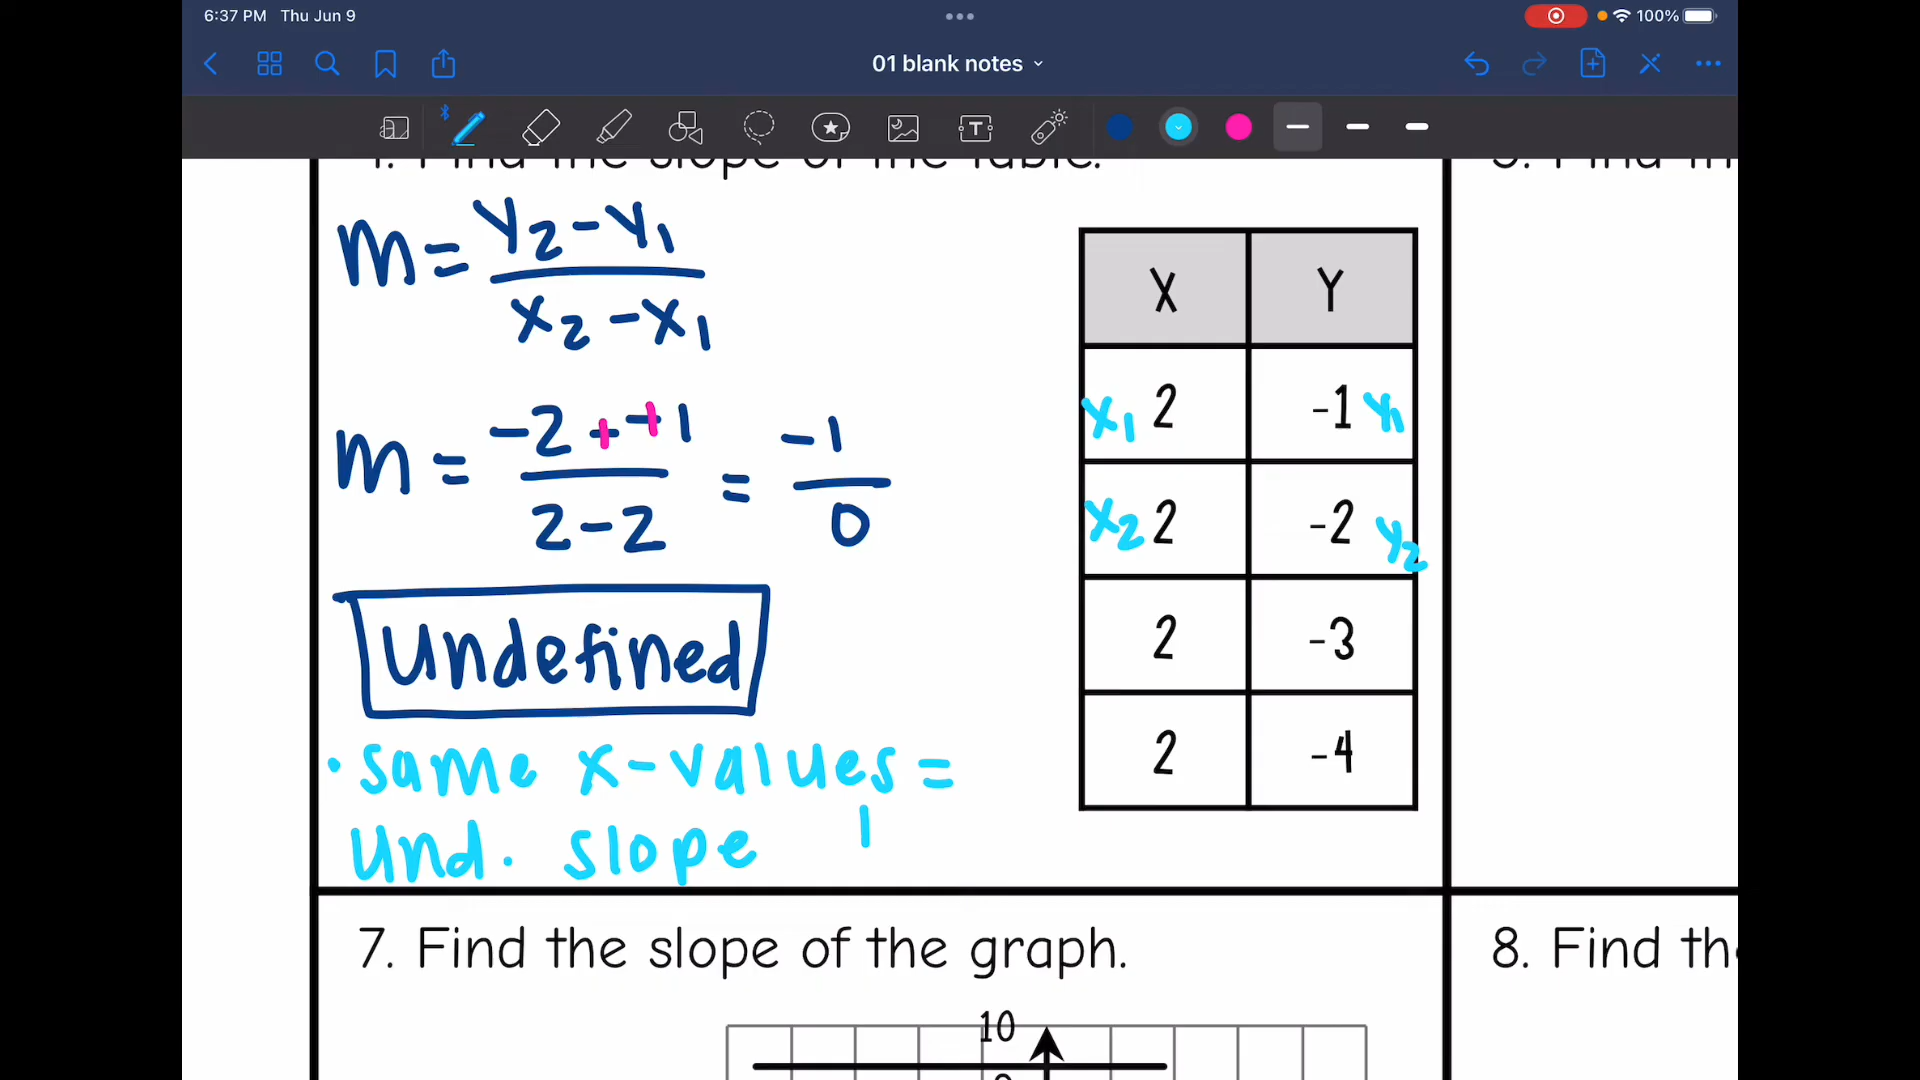 6:37 PM Thu Jun 9
100%
01 blank notes
m = y₂ - y₁
x₂ - x₁
m = -2 + +1 = -1
2 - 2 0
Undefined
· same x-values =
und. slope |
X Y
x₁ 2 -1 y₁
x₂ 2 -2 y₂
2 -3
2 -4
7. Find the slope of the graph.
10
8. Find th